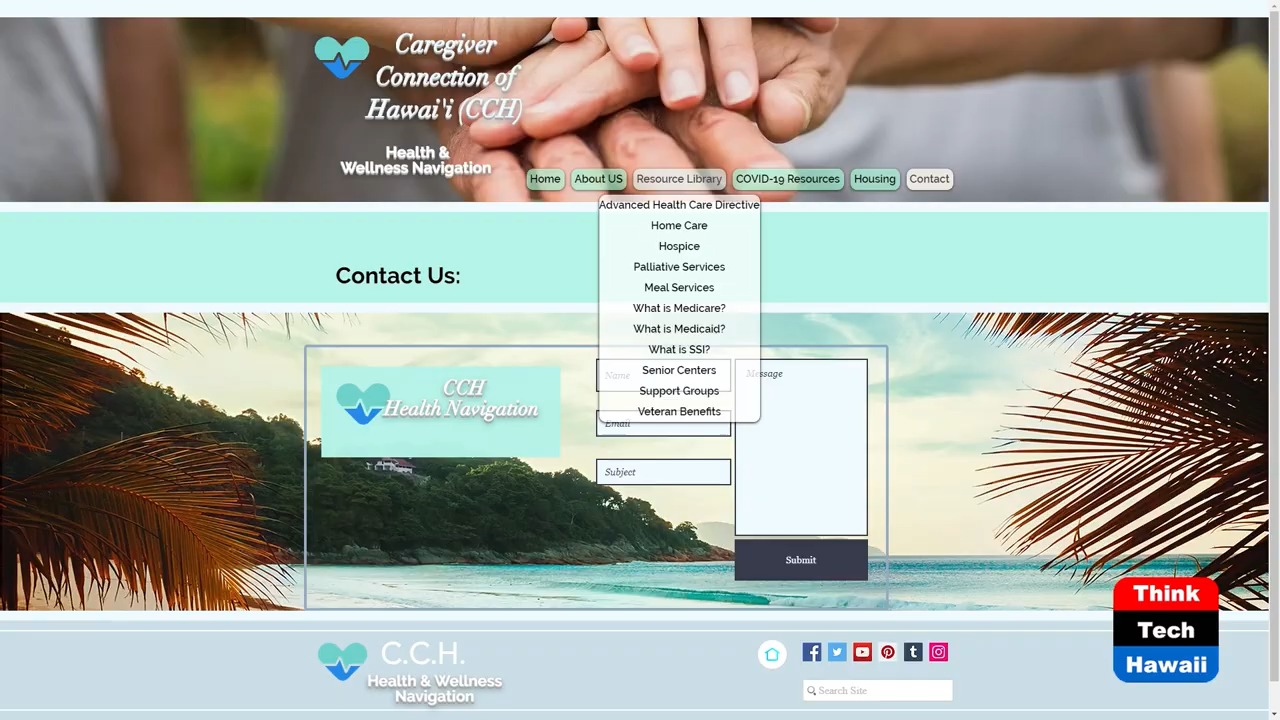 Caregiver
Connection of
Hawai'i (CCH)
Health &
Wellness Navigation
Home
About US
Resource Library
COVID-19 Resources
Housing
Contact
Advanced Health Care Directive
Home Care
Hospice
Palliative Services
Meal Services
What is Medicare?
What is Medicaid?
What is SSI?
Senior Centers
Support Groups
Veteran Benefits
Contact Us:
CCH
Health Navigation
Name
Email
Subject
Message
Submit
Think
Tech
Hawaii
C.C.H.
Health & Wellness
Navigation
Search Site